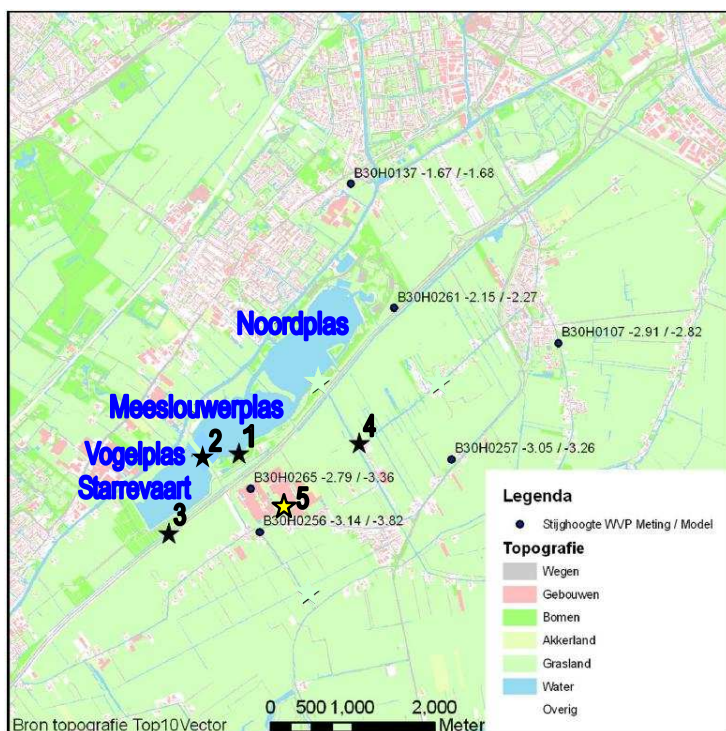 B30H0137 -1.67 / -1.68
B30H0261 -2.15 / -2.27
Noordplas
B30H0107 -2.91 / -2.82
Meeslouwerplas
4
2
1
Vogelplas
Starrevaart
B30H0257 -3.05 / -3.26
B30H0265 -2.79 / -3.36
5
3
B30H0256 -3.14 / -3.82
Legenda
Stijghoogte WVP Meting / Model
Topografie
Wegen
Gebouwen
Bomen
Akkerland
Grasland
Water
Overig
0 500 1,000 2,000
Meter
Bron topografie Top10Vector